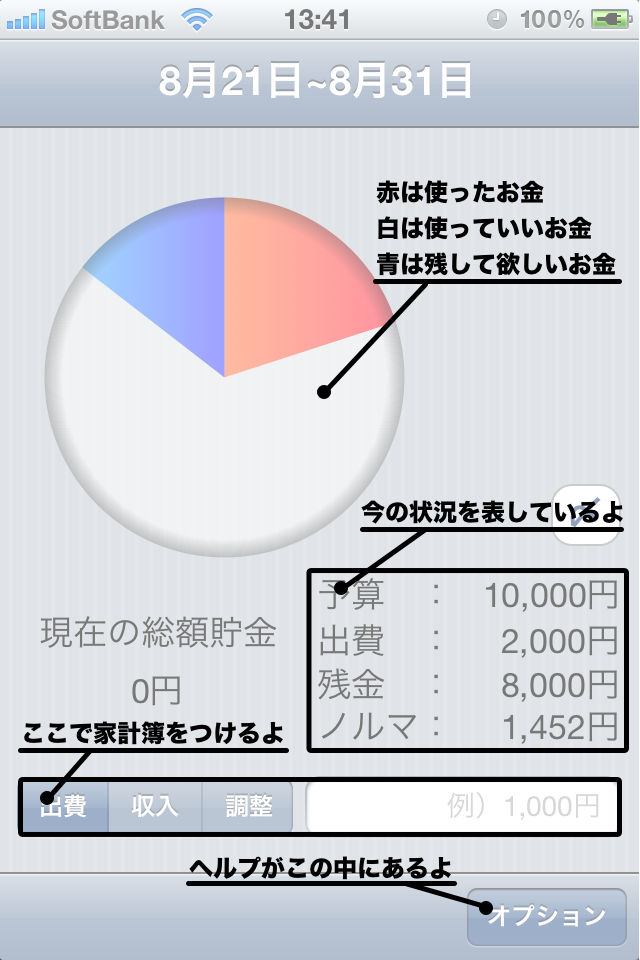 SoftBank 13:41 100%
8月21日~8月31日
赤は使ったお金
白は使っていいお金
青は残して欲しいお金
今の状況を表しているよ
予算 : 10,000円
出費 : 2,000円
残金 : 8,000円
ノルマ : 1,452円
現在の総額貯金
0円
ここで家計簿をつけるよ
出費 収入 調整 例）1,000円
ヘルプがこの中にあるよ
オプション